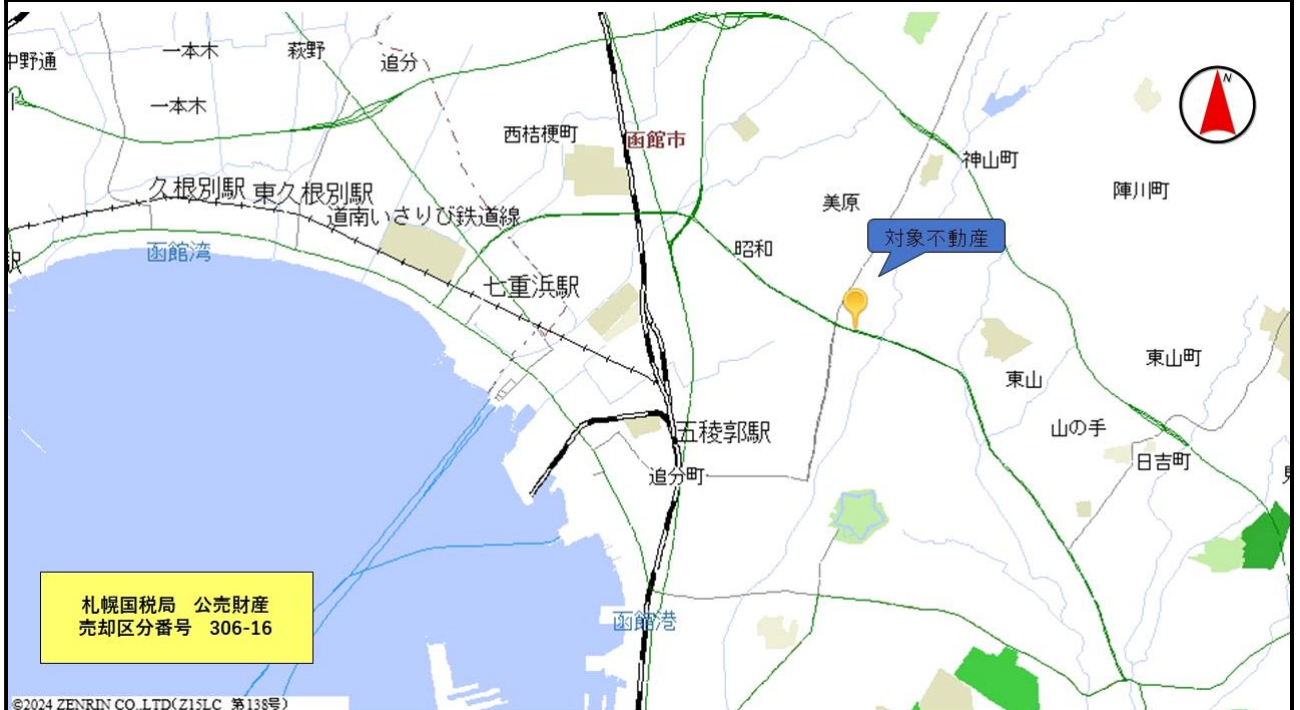 一本木
萩野
追分
中野通
一本木
N
西桔梗町
函館市
神山町
陣川町
久根別駅
東久根別駅
美原
道南いさりび鉄道線
対象不動産
昭和
函館湾
駅
七重浜駅
東山町
東山
山の手
五稜郭駅
日吉町
追分町
札幌国税局 公売財産
売却区分番号 306-16
函館港
©2024 ZENRIN CO.,LTD(Z15LC 第138号)